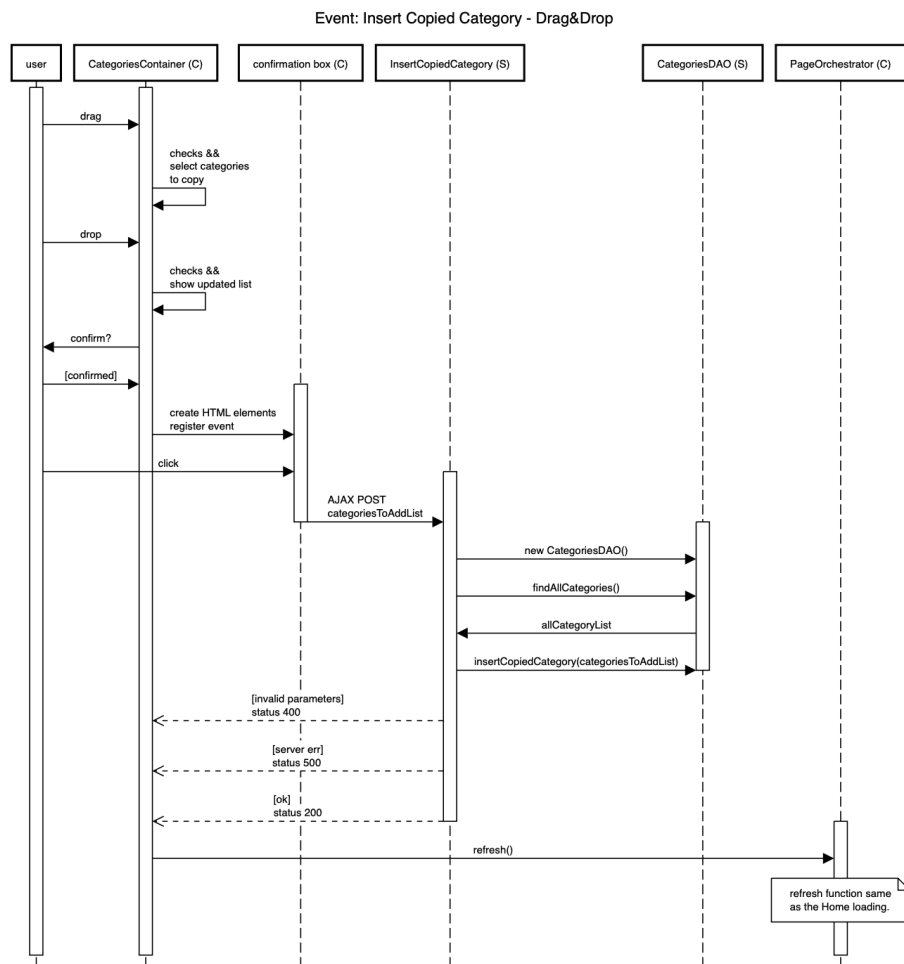 Event: Insert Copied Category - Drag&Drop
user
CategoriesContainer (C)
confirmation box (C)
InsertCopiedCategory (S)
CategoriesDAO (S)
PageOrchestrator (C)
drag
checks &&
select categories
to copy
drop
checks &&
show updated list
confirm?
[confirmed]
create HTML elements
register event
click
AJAX POST
categoriesToAddList
new CategoriesDAO()
findAllCategories()
allCategoryList
insertCopiedCategory(categoriesToAddList)
[invalid parameters]
status 400
[server err]
status 500
[ok]
status 200
refresh()
refresh function same
as the Home loading.